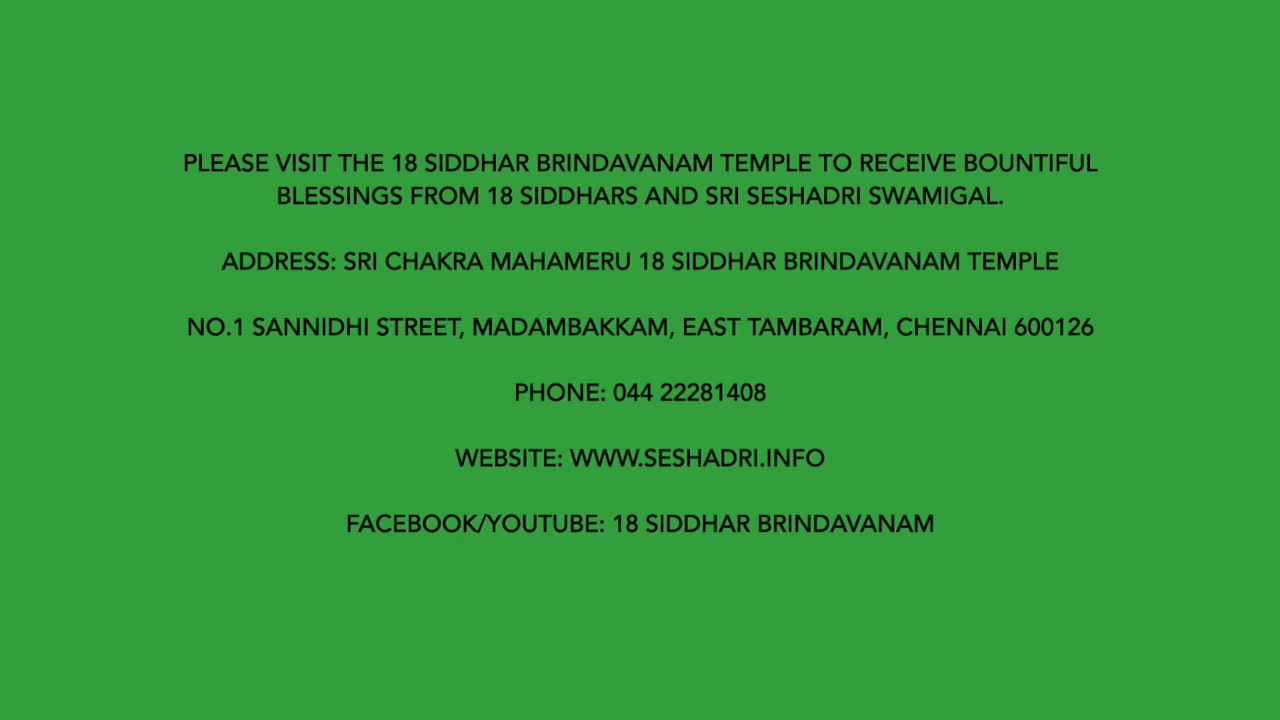 PLEASE VISIT THE 18 SIDDHAR BRINDAVANAM TEMPLE TO RECEIVE BOUNTIFUL
BLESSINGS FROM 18 SIDDHARS AND SRI SESHADRI SWAMIGAL.
ADDRESS: SRI CHAKRA MAHAMERU 18 SIDDHAR BRINDAVANAM TEMPLE
NO.1 SANNIDHI STREET, MADAMBAKKAM, EAST TAMBARAM, CHENNAI 600126
PHONE: 044 22281408
WEBSITE: WWW.SESHADRI.INFO
FACEBOOK/YOUTUBE: 18 SIDDHAR BRINDAVANAM